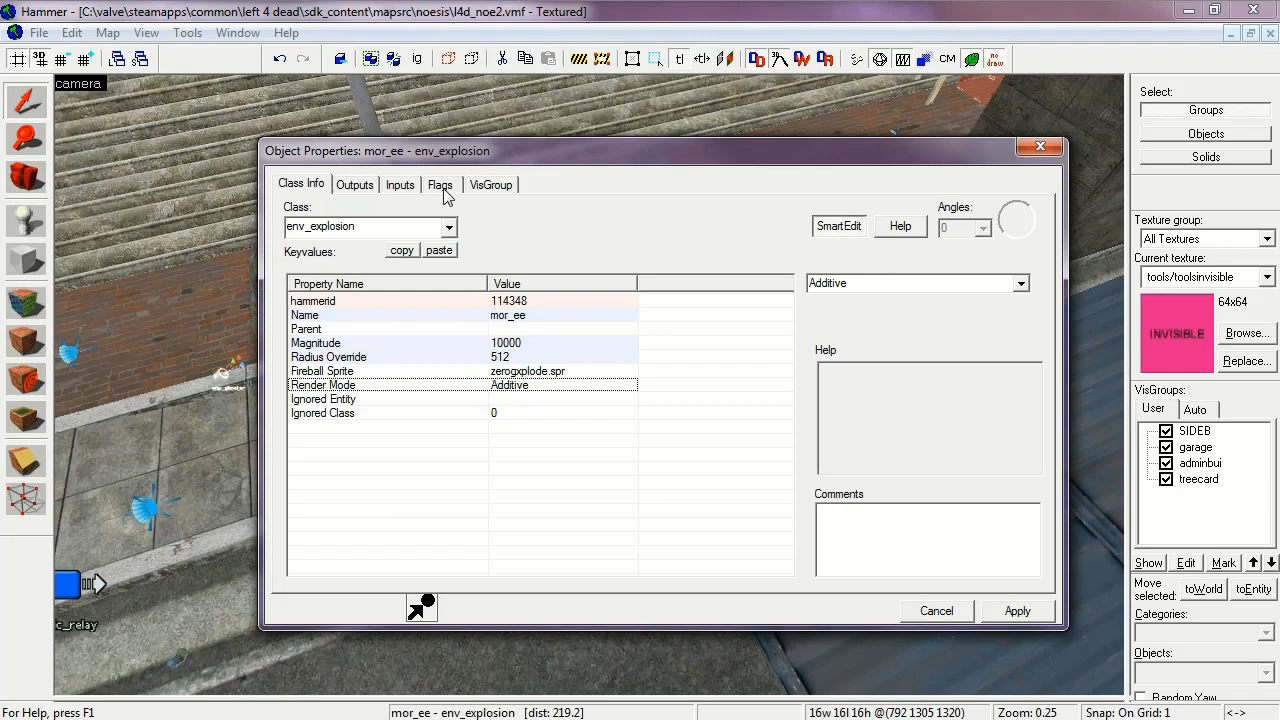 Hammer - [C:\valve\steamapps\common\left 4 dead\sdk_content\mapsrc\noesis\l4d_noe2.vmf - Textured]
File Edit Map View Tools Window Help
3D
ig
tl
CM
no draw
camera
Select:
Groups
Objects
Solids
Object Properties: mor_ee - env_explosion
Class Info Outputs Inputs Flags VisGroup
Class:
env_explosion
SmartEdit
Help
Angles:
0
Keyvalues:
copy
paste
Property Name Value
hammerid 114348
Name mor_ee
Parent
Magnitude 10000
Radius Override 512
Fireball Sprite zerogxplode.spr
Render Mode Additive
Ignored Entity
Ignored Class 0
Additive
Help
Comments
Cancel
Apply
Texture group:
All Textures
Current texture:
tools/toolsinvisible
INVISIBLE
64x64
Browse...
Replace...
VisGroups:
User Auto
SIDEB
garage
adminbui
treecard
Show Edit Mark
Move selected:
toWorld
toEntity
Categories:
Objects:
Random Yaw
c_relay
For Help, press F1
mor_ee - env_explosion [dist: 219.2]
16w 16l 16h @(792 1305 1320)
Zoom: 0.25
Snap: On Grid: 1
<->